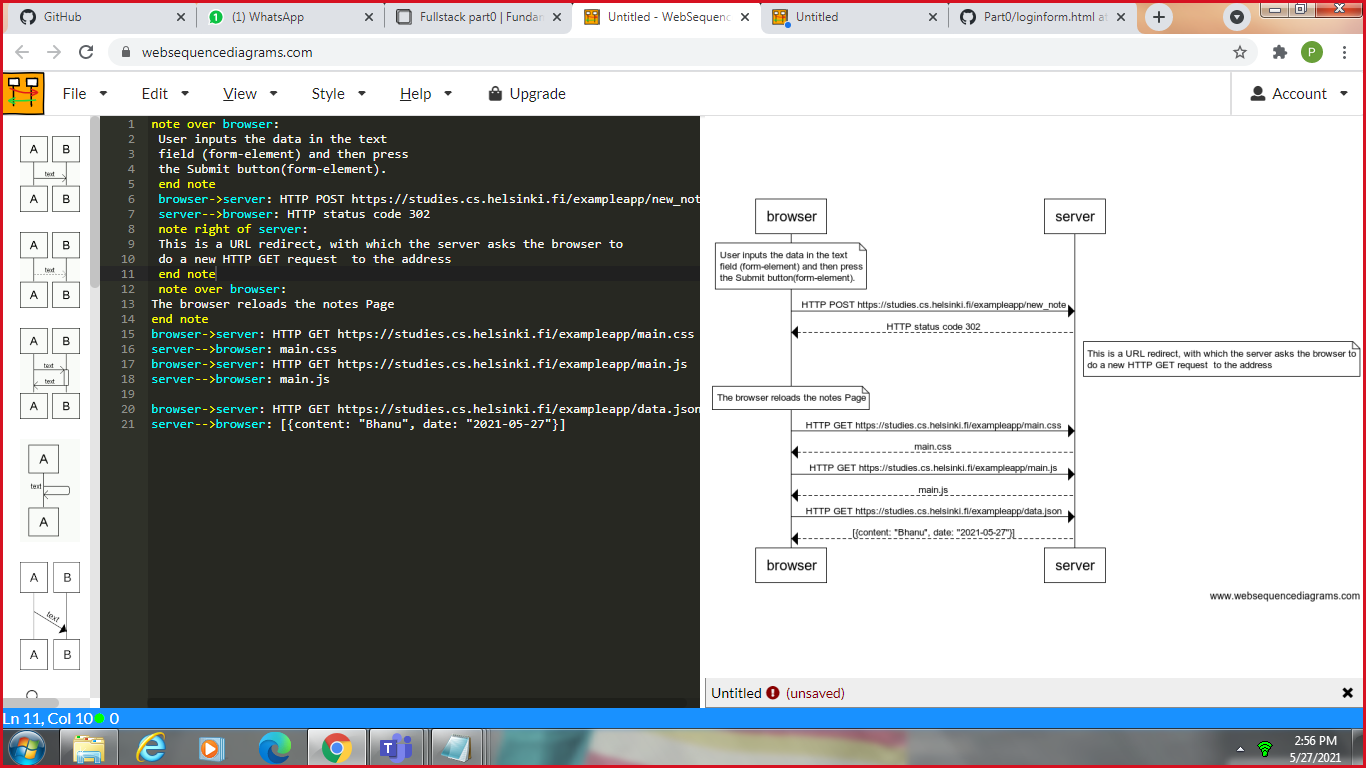 GitHub
(1) WhatsApp
Fullstack part0 | Fundar
Untitled - WebSequenc
Untitled
Part0/loginform.html at
websequencediagrams.com
P
File
Edit
View
Style
Help
Upgrade
Account
A B
text
A B
A B
text
A B
A B
text
text
A B
A
text
A
A B
text
A B
1 note over browser:
2 User inputs the data in the text
3 field (form-element) and then press
4 the Submit button(form-element).
5 end note
6 browser->server: HTTP POST https://studies.cs.helsinki.fi/exampleapp/new_not
7 server-->browser: HTTP status code 302
8 note right of server:
9 This is a URL redirect, with which the server asks the browser to
10 do a new HTTP GET request  to the address
11 end note
12 note over browser:
13 The browser reloads the notes Page
14 end note
15 browser->server: HTTP GET https://studies.cs.helsinki.fi/exampleapp/main.css
16 server-->browser: main.css
17 browser->server: HTTP GET https://studies.cs.helsinki.fi/exampleapp/main.js
18 server-->browser: main.js
19
20 browser->server: HTTP GET https://studies.cs.helsinki.fi/exampleapp/data.json
21 server-->browser: [{content: "Bhanu", date: "2021-05-27"}]
browser server
User inputs the data in the text
field (form-element) and then press
the Submit button(form-element).
HTTP POST https://studies.cs.helsinki.fi/exampleapp/new_note
HTTP status code 302
This is a URL redirect, with which the server asks the browser to
do a new HTTP GET request  to the address
The browser reloads the notes Page
HTTP GET https://studies.cs.helsinki.fi/exampleapp/main.css
main.css
HTTP GET https://studies.cs.helsinki.fi/exampleapp/main.js
main.js
HTTP GET https://studies.cs.helsinki.fi/exampleapp/data.json
[{content: "Bhanu", date: "2021-05-27"}]
browser server
www.websequencediagrams.com
Untitled (unsaved)
Ln 11, Col 10 0
2:56 PM
5/27/2021